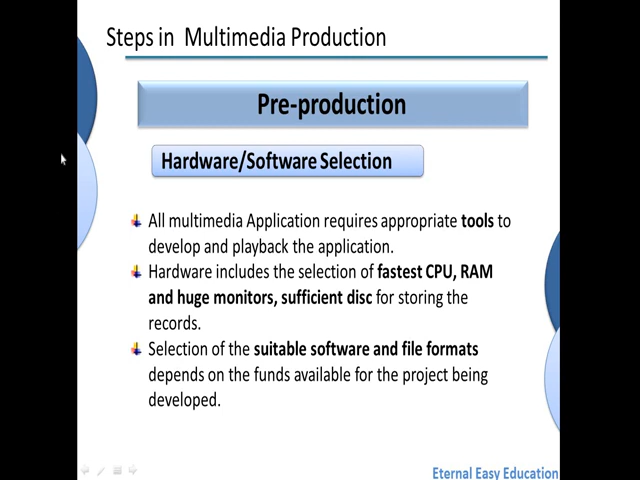 Steps in Multimedia Production
Pre-production
Hardware/Software Selection
All multimedia Application requires appropriate tools to
develop and playback the application.
Hardware includes the selection of fastest CPU, RAM
and huge monitors, sufficient disc for storing the
records.
Selection of the suitable software and file formats
depends on the funds available for the project being
developed.
Eternal Easy Education